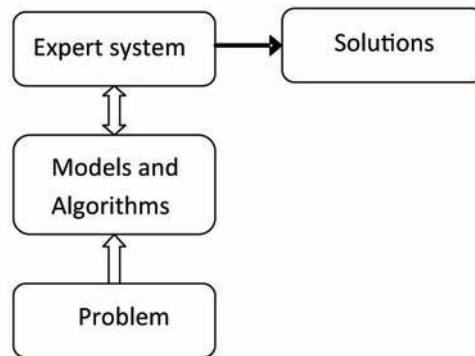 Expert system
Solutions
Models and
Algorithms
Problem